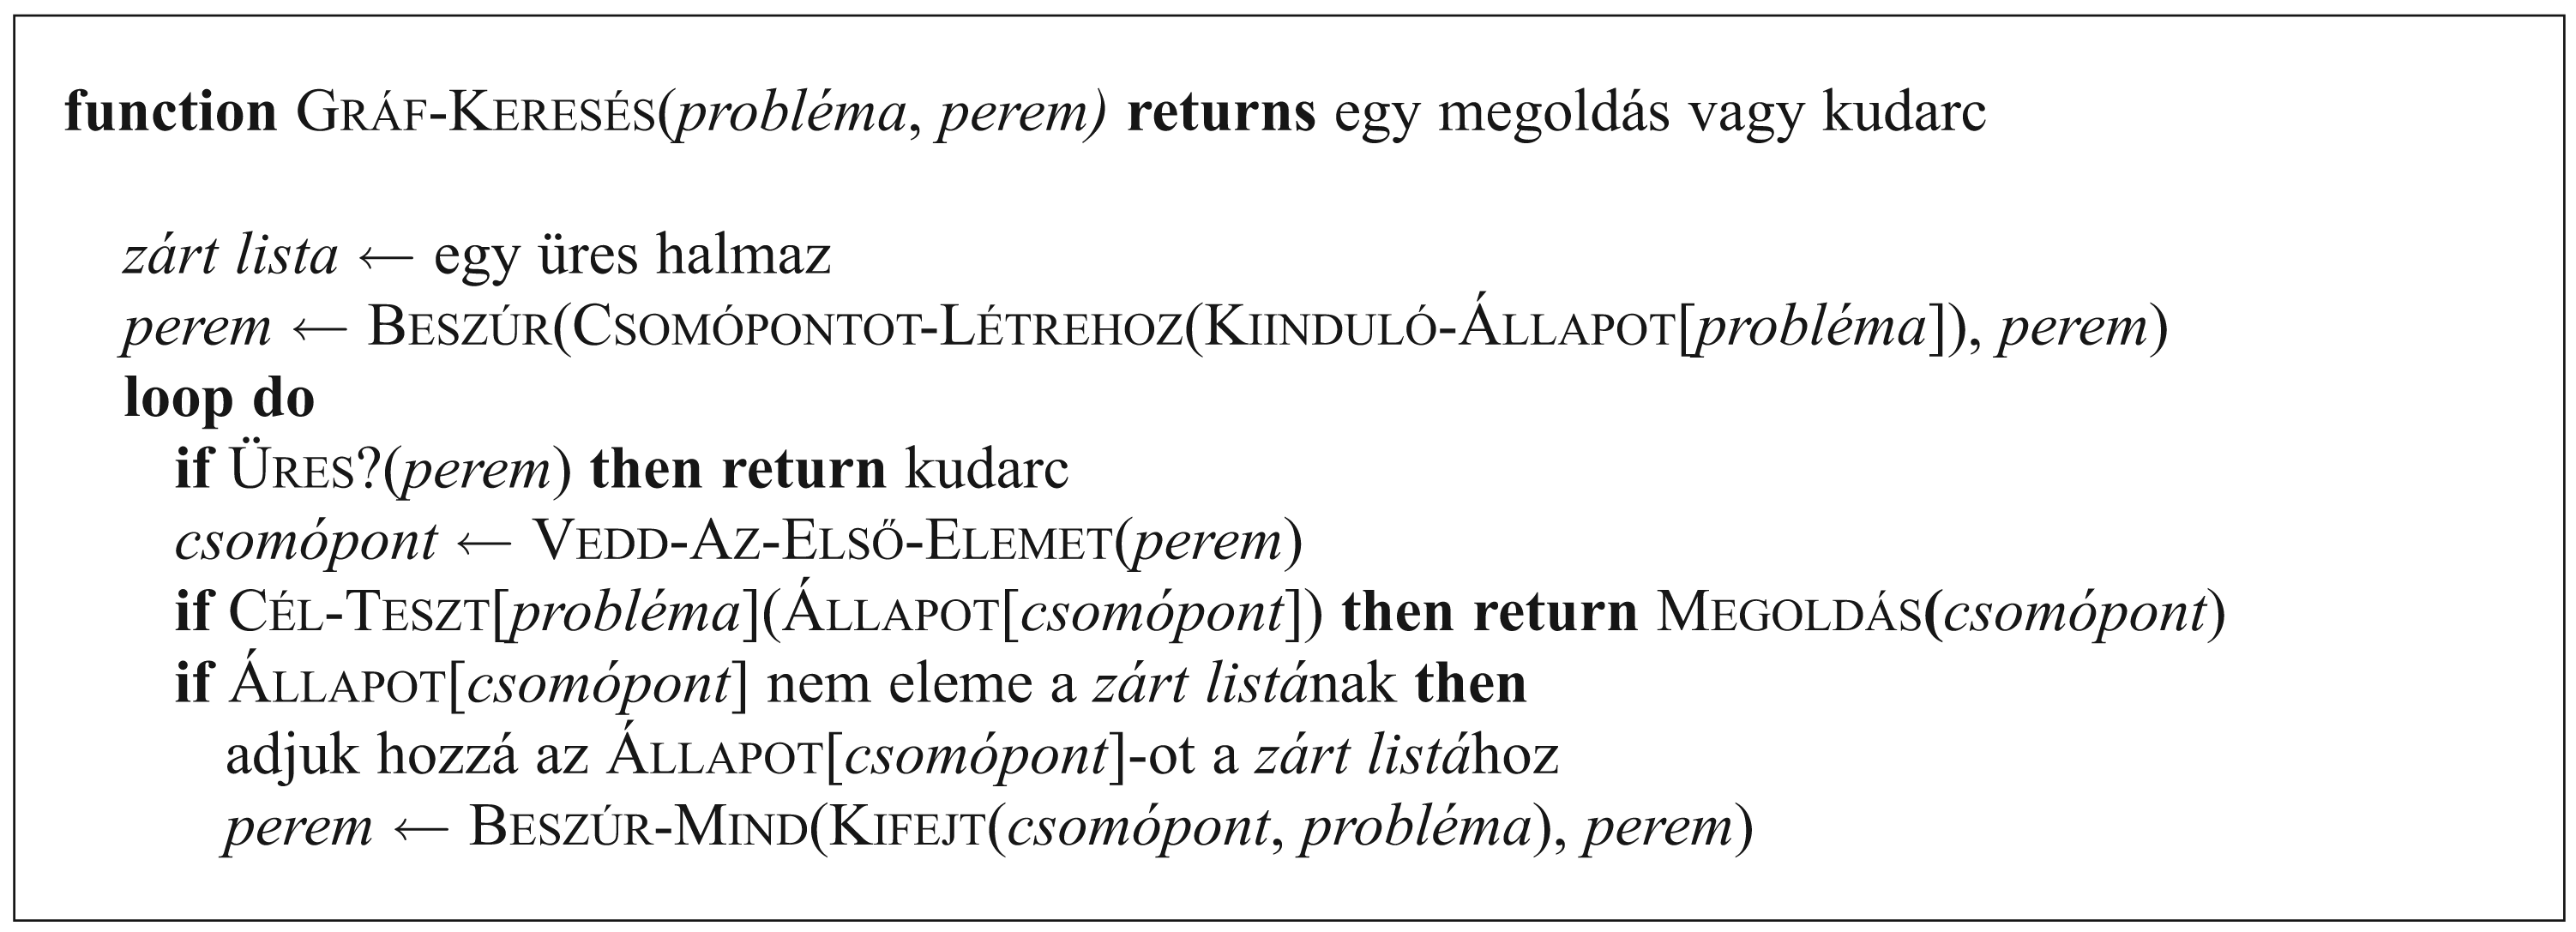 function GRÁF-KERESÉS(probléma, perem) returns egy megoldás vagy kudarc
zárt lista ← egy üres halmaz
perem ← BESZÚR(CSOMÓPONTOT-LÉTREHOZ(KIINDULÓ-ÁLLAPOT[probléma]), perem)
loop do
if ÜRES?(perem) then return kudarc
csomópont ← VEDD-AZ-ELSŐ-ELEMET(perem)
if CÉL-TESZT[probléma](ÁLLAPOT[csomópont]) then return MEGOLDÁS(csomópont)
if ÁLLAPOT[csomópont] nem eleme a zárt listának then
adjuk hozzá az ÁLLAPOT[csomópont]-ot a zárt listához
perem ← BESZÚR-MIND(KIFEJT(csomópont, probléma), perem)